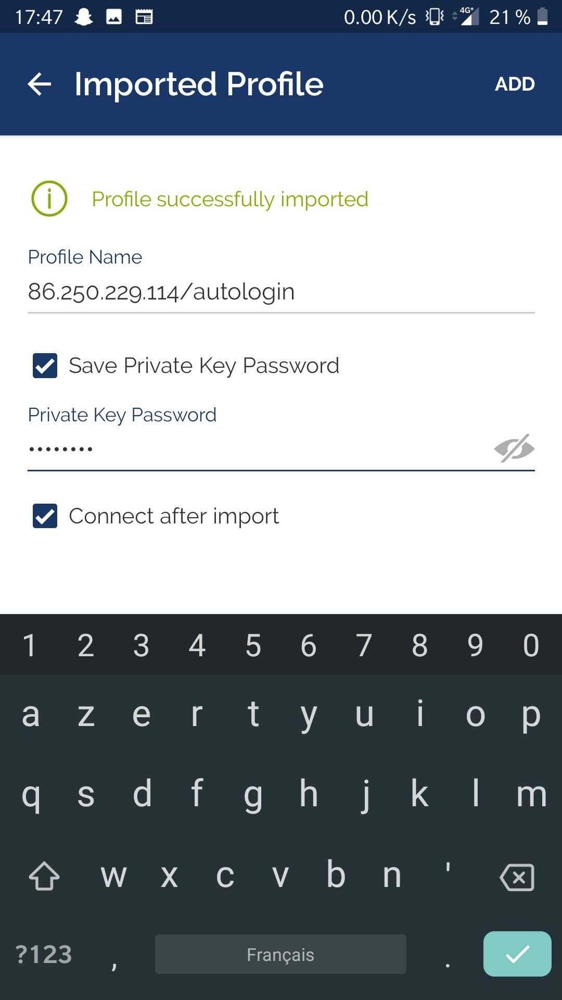 17:47 0.00 K/s 4G+ 21 %
Imported Profile ADD
Profile successfully imported
Profile Name
86.250.229.114/autologin
Save Private Key Password
Private Key Password
••••••••
Connect after import
1 2 3 4 5 6 7 8 9 0
a z e r t y u i o p
q s d f g h j k l m
w x c v b n '
?123 , Français .